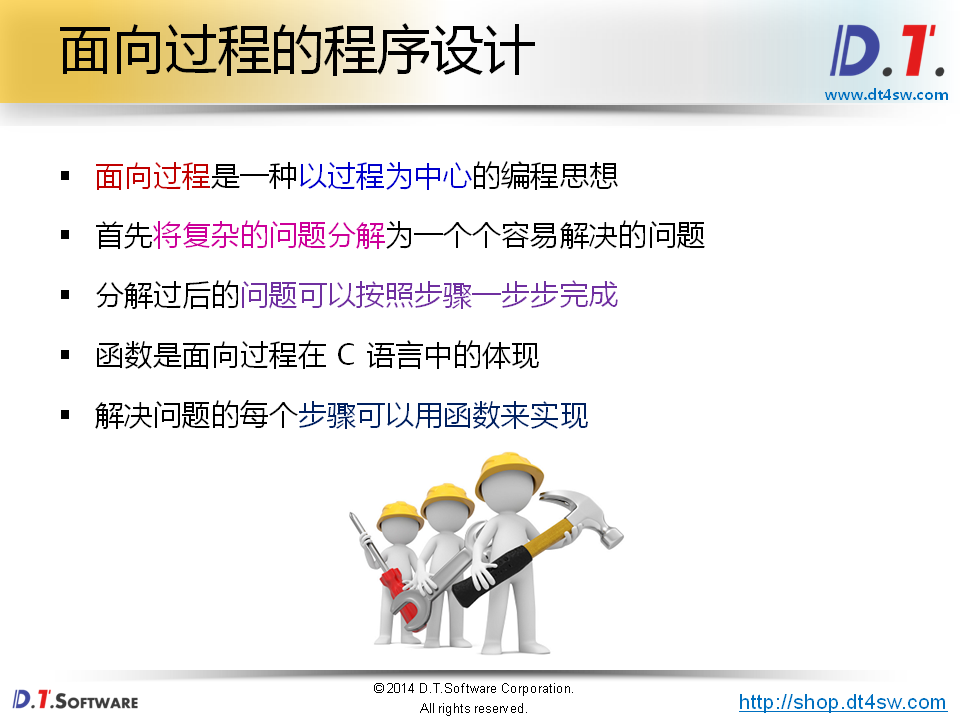 面向过程的程序设计
D.T.
www.dt4sw.com
▪ 面向过程是一种以过程为中心的编程思想
▪ 首先将复杂的问题分解为一个个容易解决的问题
▪ 分解过后的问题可以按照步骤一步步完成
▪ 函数是面向过程在 C 语言中的体现
▪ 解决问题的每个步骤可以用函数来实现
D.T.SOFTWARE
©2014 D.T.Software Corporation.
All rights reserved.
http://shop.dt4sw.com